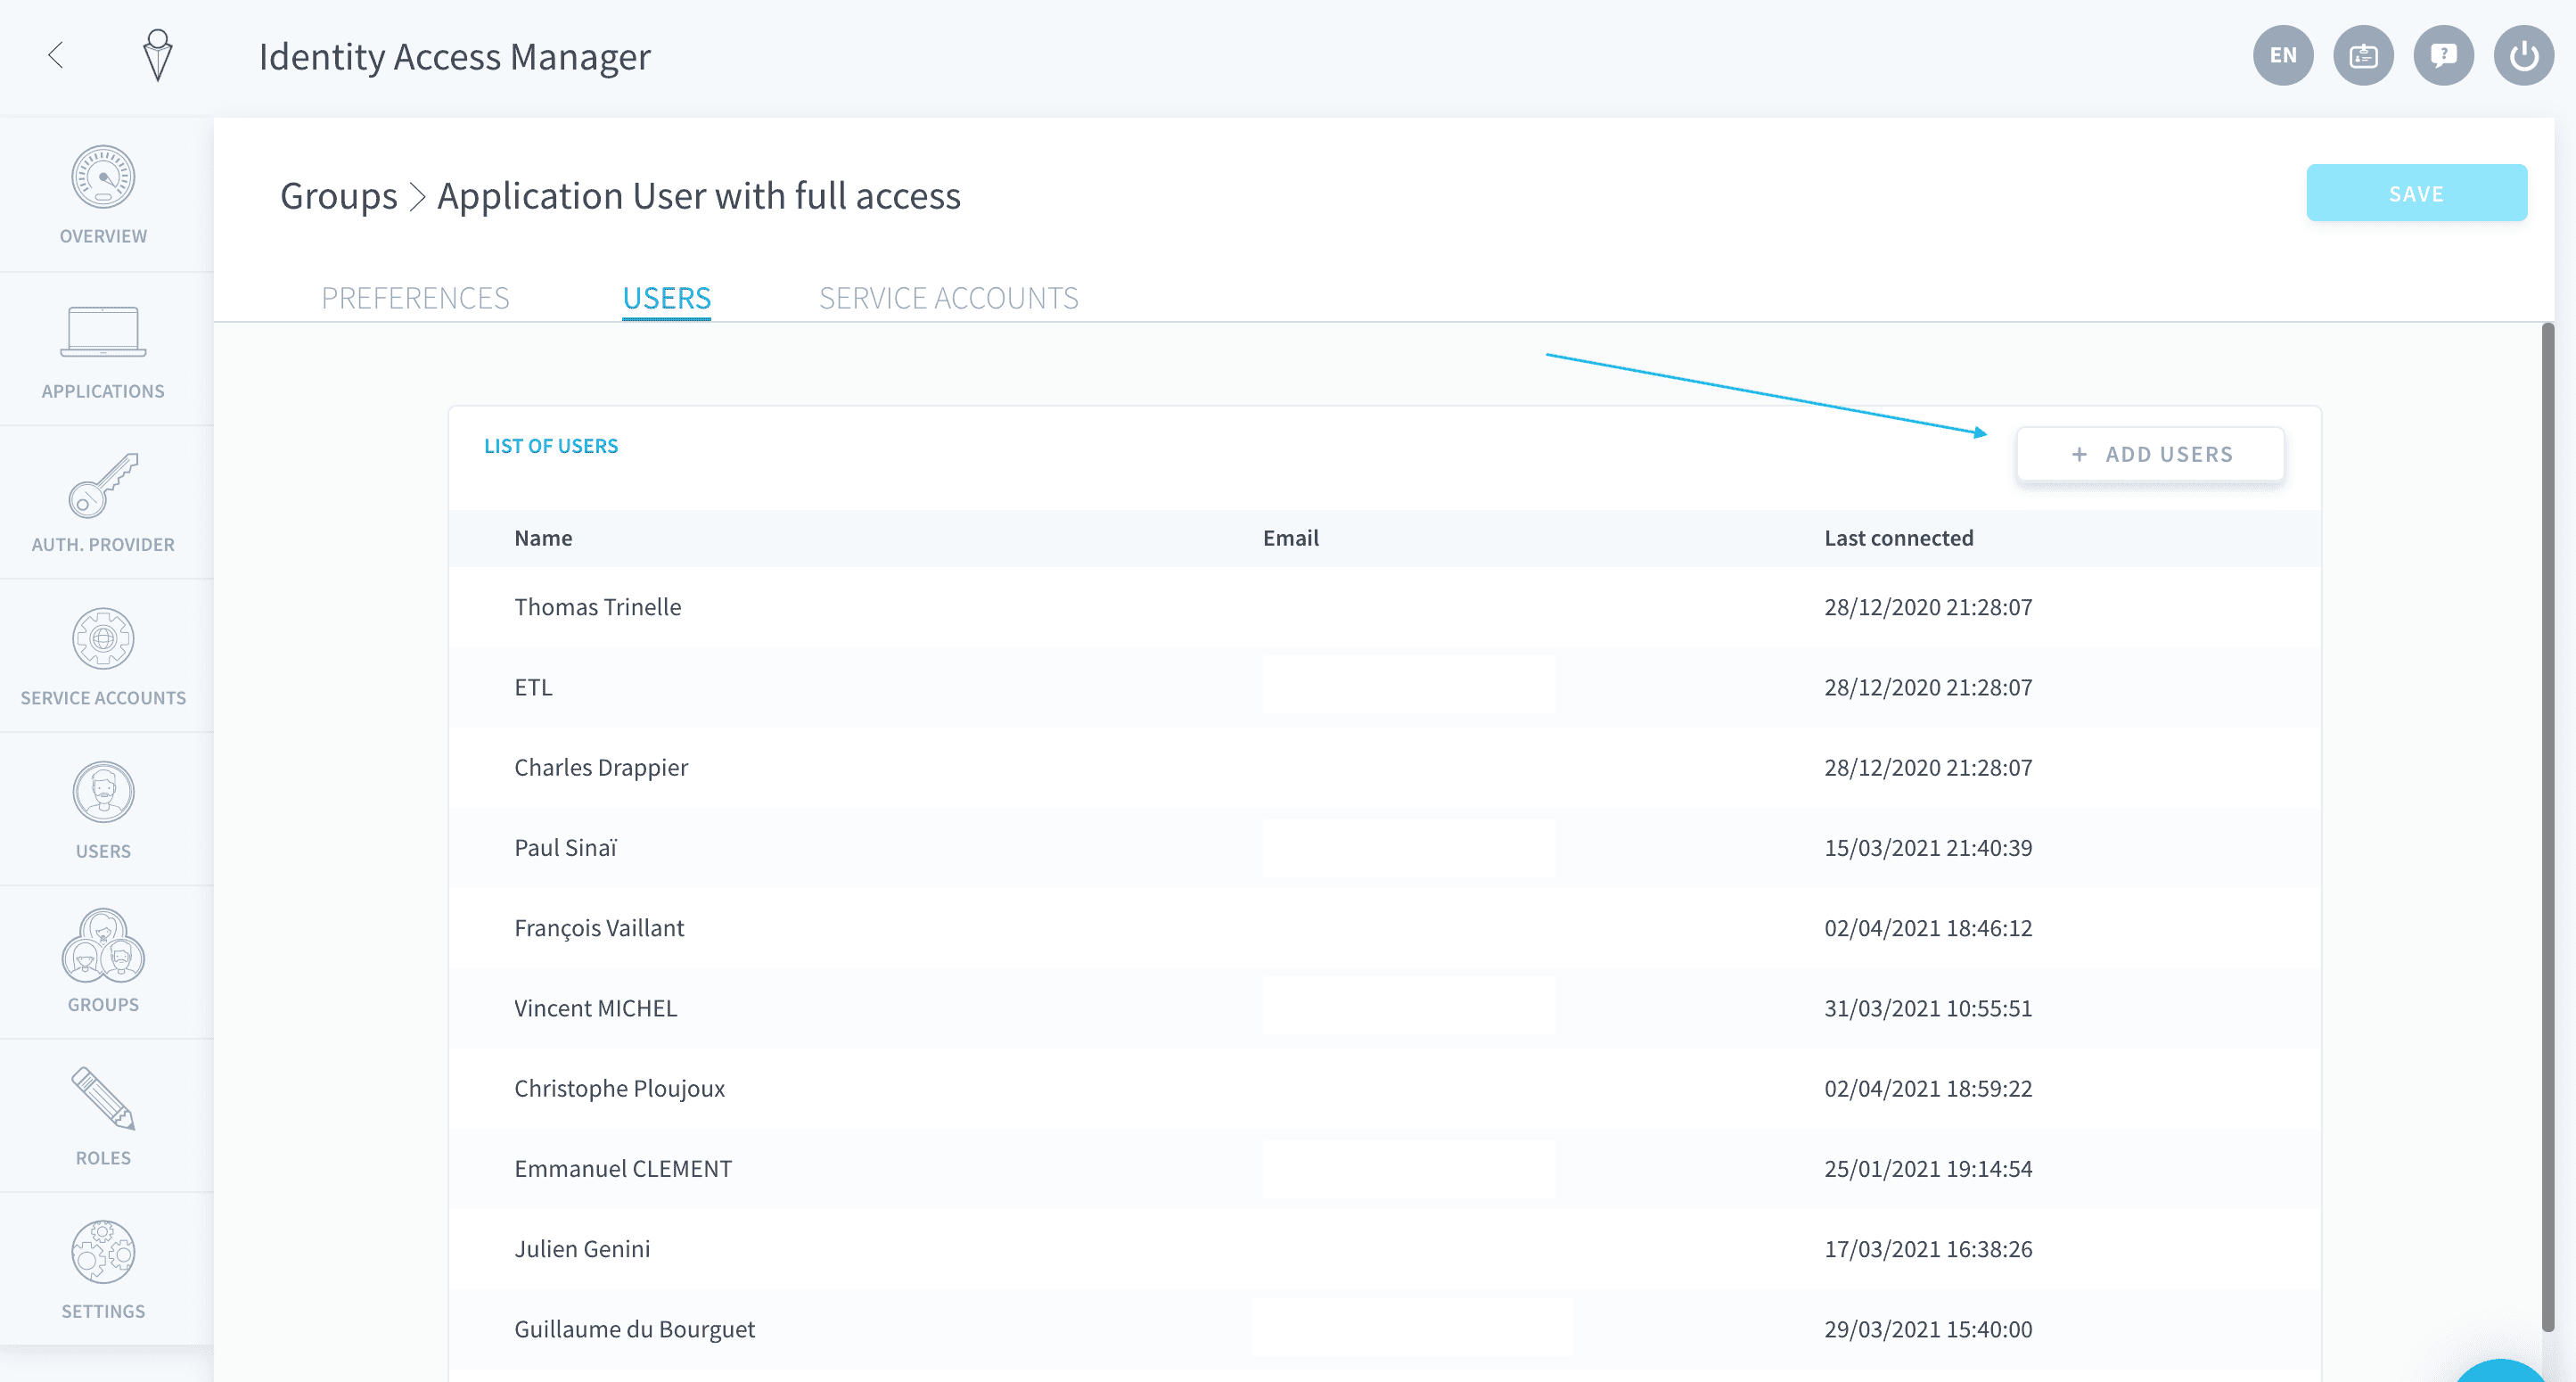 Identity Access Manager
EN
?
OVERVIEW
APPLICATIONS
AUTH. PROVIDER
SERVICE ACCOUNTS
USERS
GROUPS
ROLES
SETTINGS
Groups > Application User with full access
SAVE
PREFERENCES USERS SERVICE ACCOUNTS
LIST OF USERS
+ ADD USERS
Name Email Last connected
Thomas Trinelle 28/12/2020 21:28:07
ETL 28/12/2020 21:28:07
Charles Drappier 28/12/2020 21:28:07
Paul Sinaï 15/03/2021 21:40:39
François Vaillant 02/04/2021 18:46:12
Vincent MICHEL 31/03/2021 10:55:51
Christophe Ploujoux 02/04/2021 18:59:22
Emmanuel CLEMENT 25/01/2021 19:14:54
Julien Genini 17/03/2021 16:38:26
Guillaume du Bourguet 29/03/2021 15:40:00